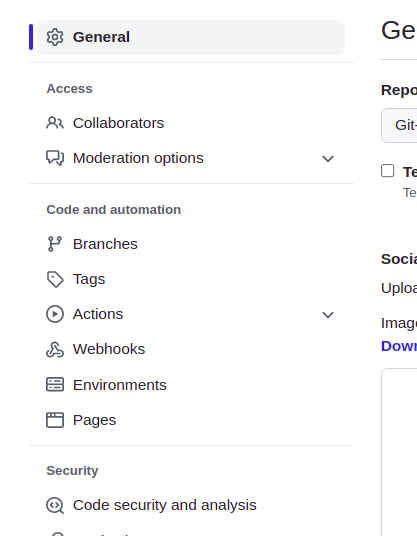 General
Ge
Access
Repo
Collaborators
Git-
Moderation options
Te
Te
Code and automation
Branches
Socia
Tags
Uploa
Actions
Image
Webhooks
Down
Environments
Pages
Security
Code security and analysis